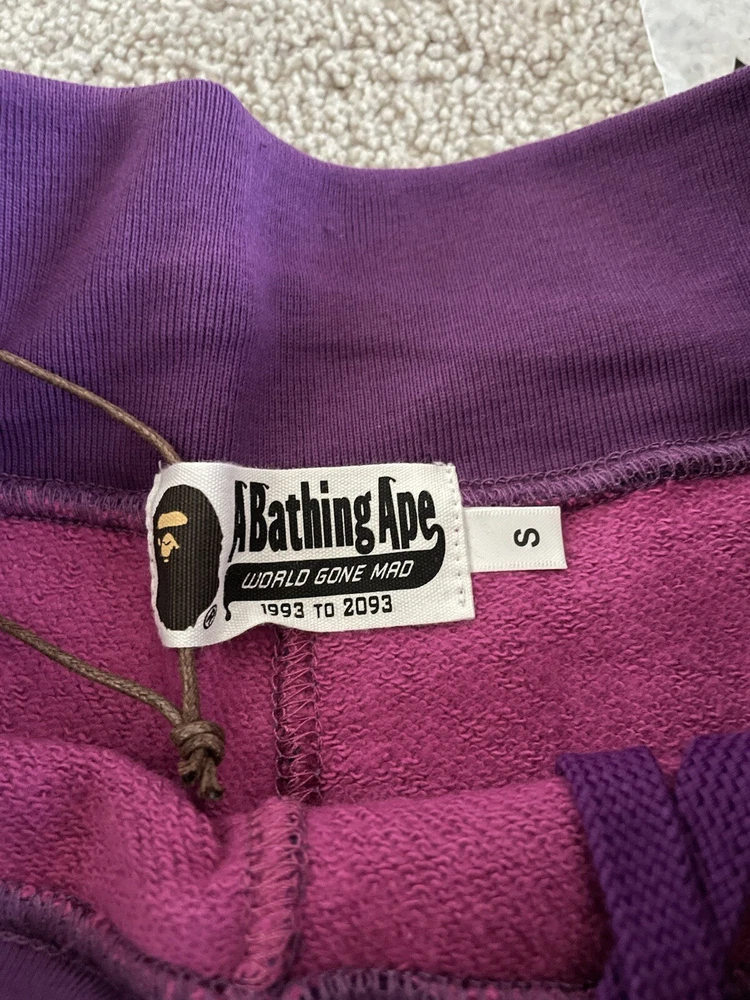 A Bathing Ape
WORLD GONE MAD
1993 TO 2093
S